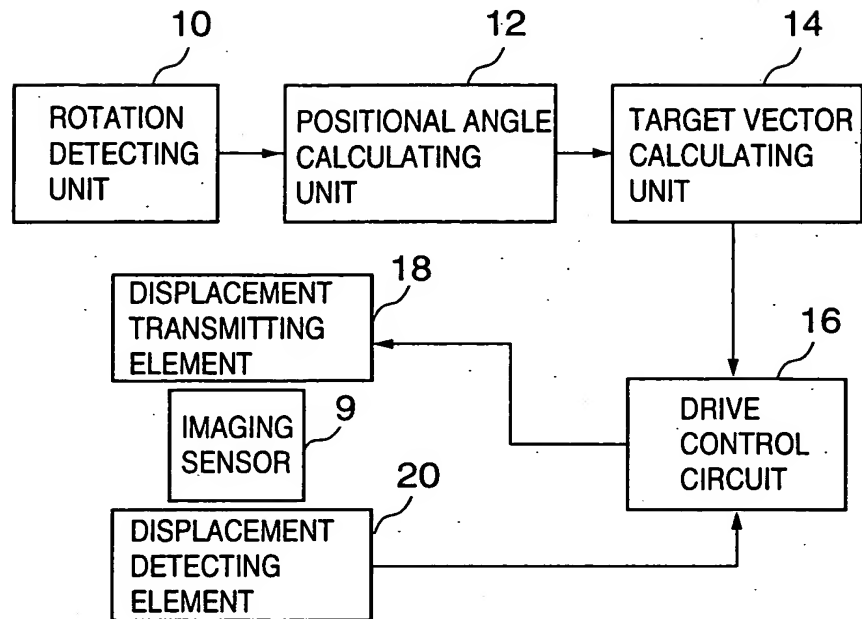 10
12
14
ROTATION
DETECTING
UNIT
POSITIONAL ANGLE
CALCULATING
UNIT
TARGET VECTOR
CALCULATING
UNIT
18
DISPLACEMENT
TRANSMITTING
ELEMENT
16
DRIVE
CONTROL
CIRCUIT
9
IMAGING
SENSOR
20
DISPLACEMENT
DETECTING
ELEMENT